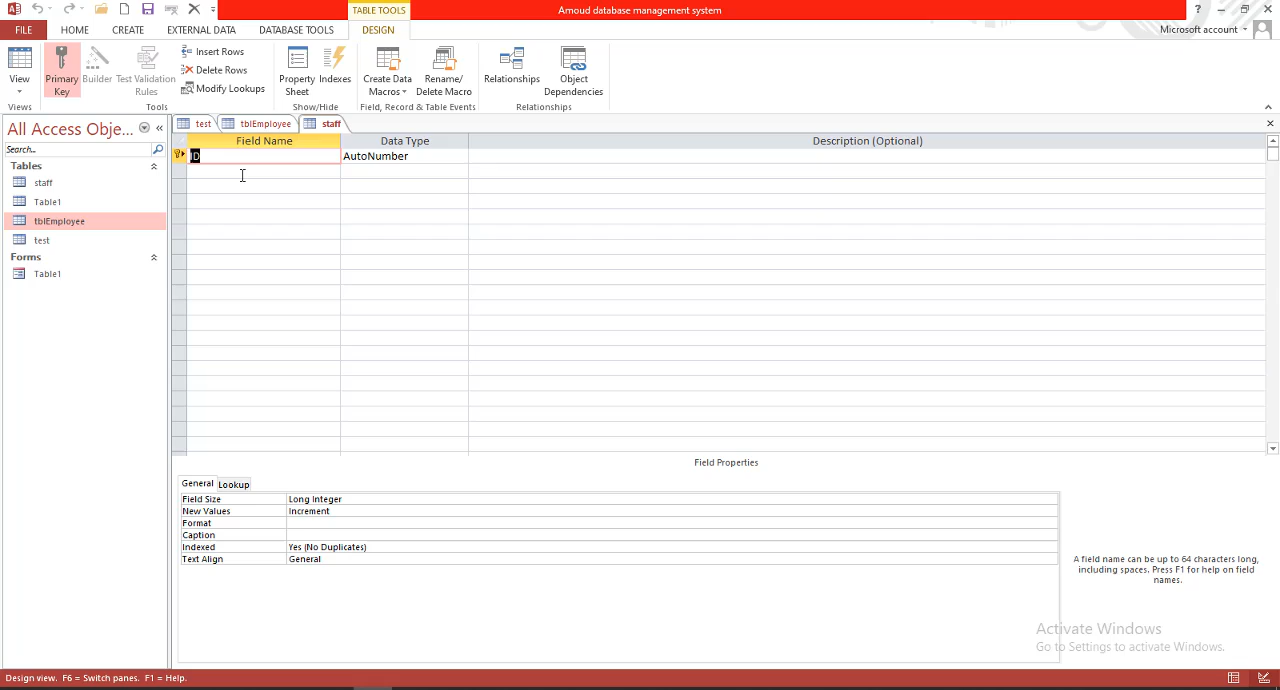 TABLE TOOLS
Amoud database management system
?
FILE
HOME
CREATE
EXTERNAL DATA
DATABASE TOOLS
DESIGN
Microsoft account
View
Primary Key
Builder
Test Validation Rules
Insert Rows
Delete Rows
Modify Lookups
Property Sheet
Indexes
Create Data Macros
Rename/ Delete Macro
Relationships
Object Dependencies
Views
Tools
Show/Hide
Field, Record & Table Events
Relationships
All Access Obje...
Search...
Tables
staff
Table1
tblEmployee
test
Forms
Table1
test
tblEmployee
staff
Field Name
Data Type
Description (Optional)
ID
AutoNumber
Field Properties
General
Lookup
Field Size
Long Integer
New Values
Increment
Format
Caption
Indexed
Yes (No Duplicates)
Text Align
General
A field name can be up to 64 characters long,
including spaces. Press F1 for help on field
names.
Activate Windows
Go to Settings to activate Windows.
Design view. F6 = Switch panes. F1 = Help.